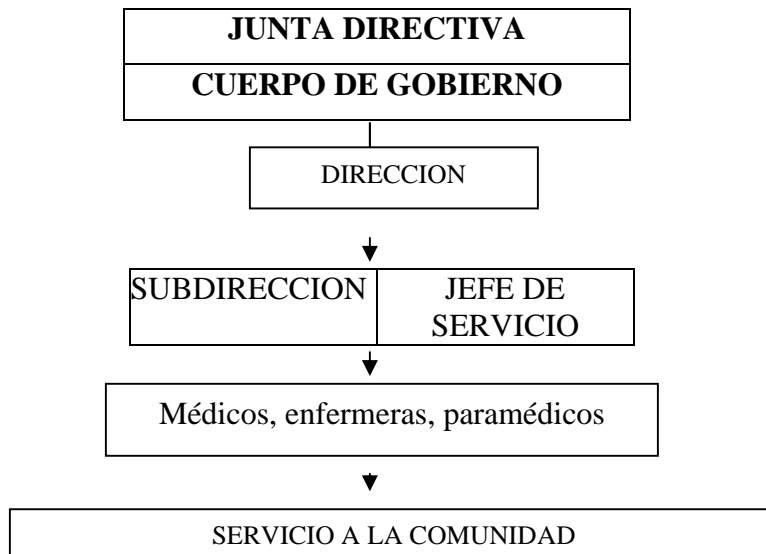 JUNTA DIRECTIVA
CUERPO DE GOBIERNO
DIRECCION
SUBDIRECCION
JEFE DE
SERVICIO
Médicos, enfermeras, paramédicos
SERVICIO A LA COMUNIDAD